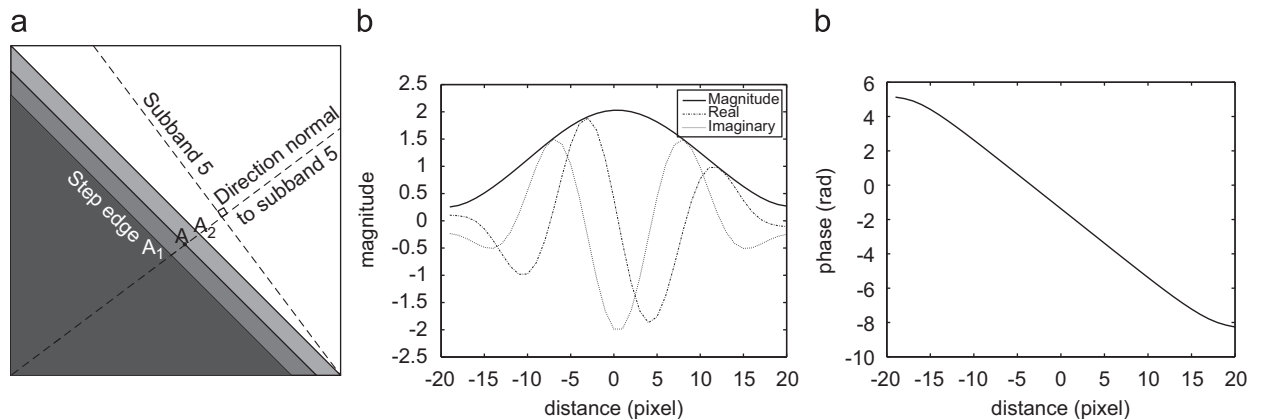 a
b
b
Subband 5
Direction normal
to subband 5
Step edge
A1
A
A2
2.5
2
1.5
1
0.5
0
-0.5
-1
-1.5
-2
-2.5
magnitude
Magnitude
Real
Imaginary
-20 -15 -10 -5 0 5 10 15 20
distance (pixel)
6
4
2
0
-2
-4
-6
-8
-10
phase (rad)
-20 -15 -10 -5 0 5 10 15 20
distance (pixel)